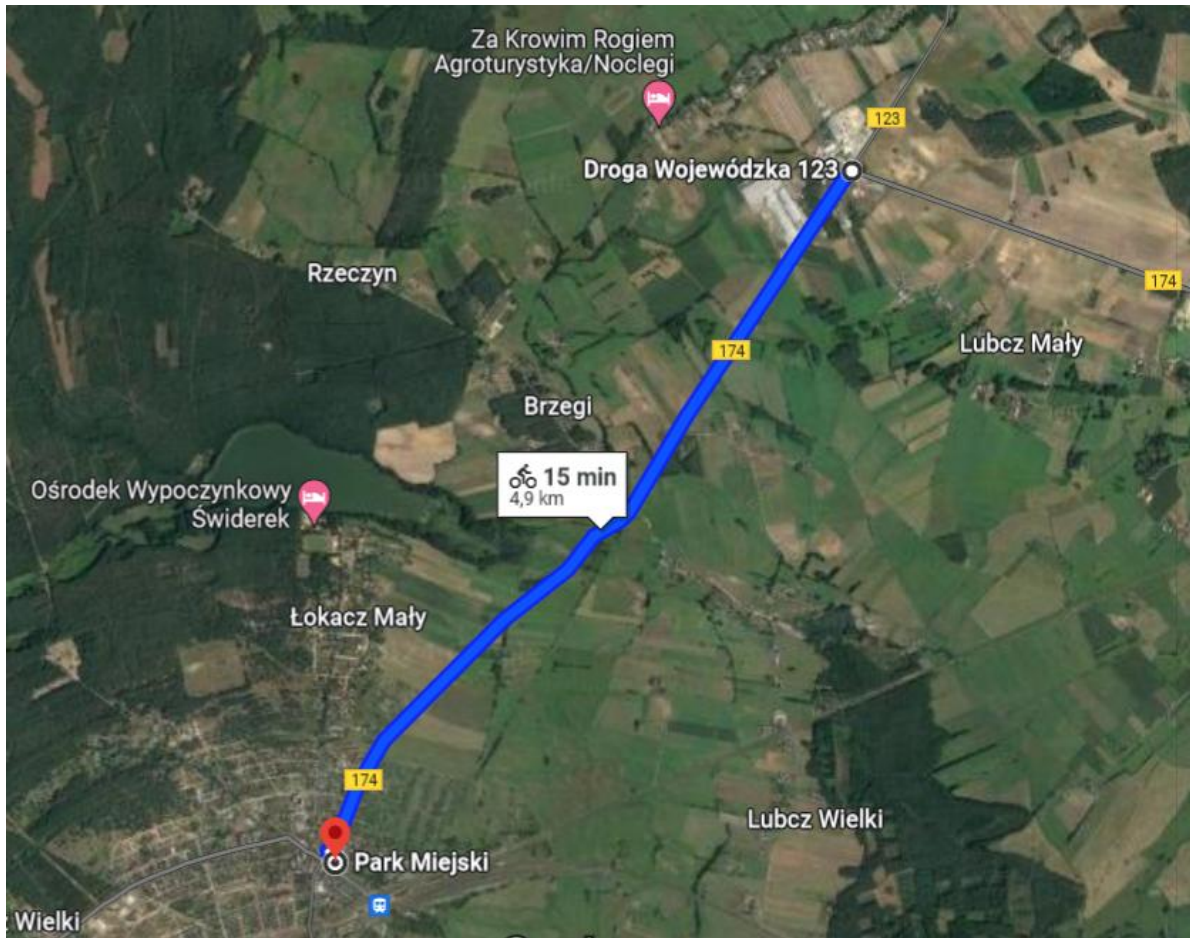 Za Krowim Rogiem
Agroturystyka/Noclegi
123
Droga Wojewódzka 123
Rzeczyn
174
174
Lubcz Mały
Brzegi
15 min
4,9 km
Ośrodek Wypoczynkowy
Świderek
Łokacz Mały
174
Lubcz Wielki
Park Miejski
Wielki